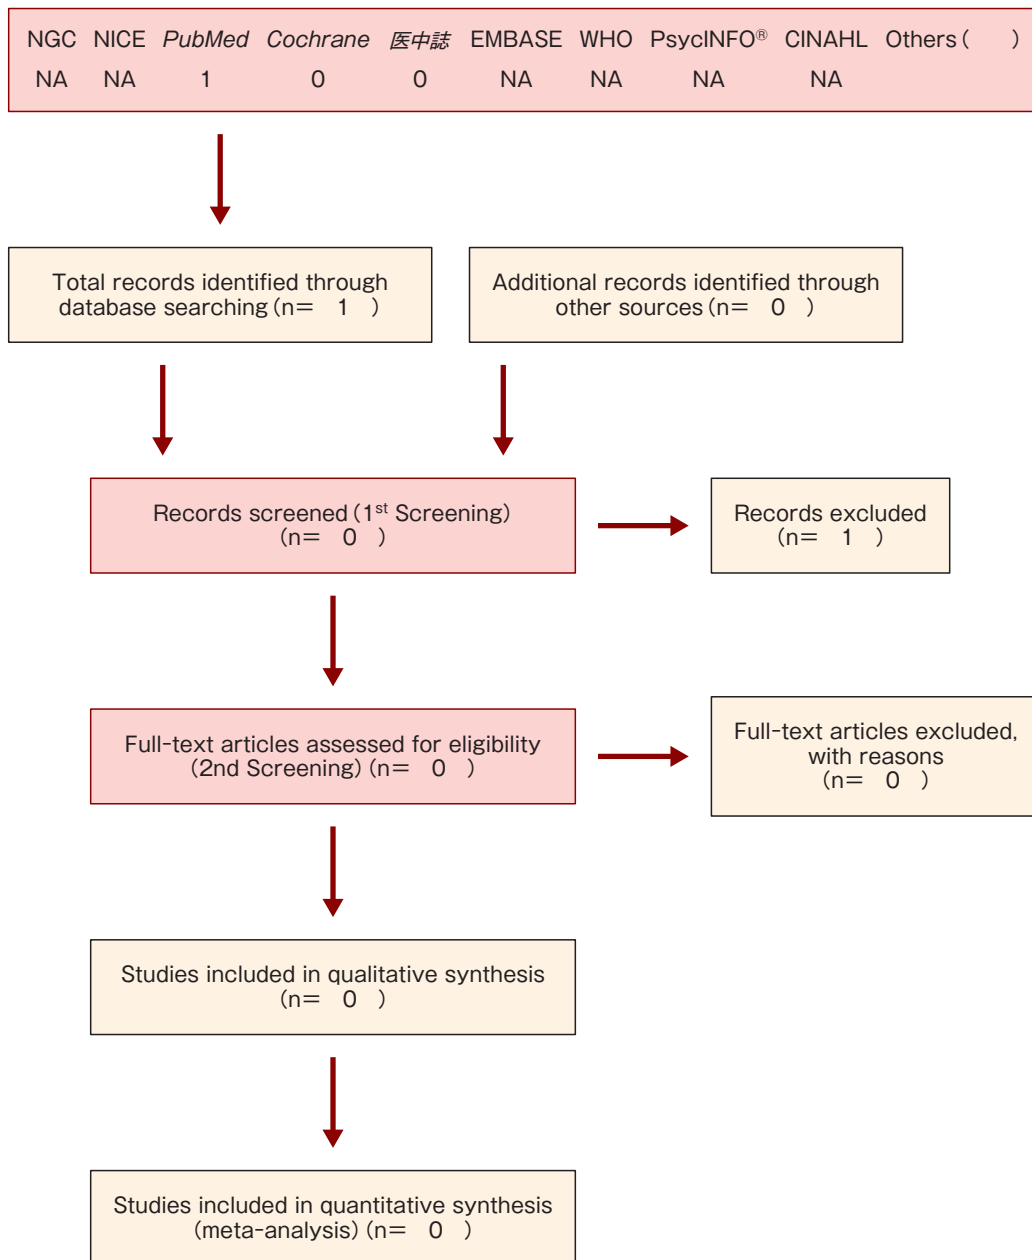 NGC NICE PubMed Cochrane 医中誌 EMBASE WHO PsycINFO® CINAHL Others(　　)
NA NA 1 0 0 NA NA NA NA
Total records identified through
database searching(n=　1　)
Additional records identified through
other sources(n=　0　)
Records screened(1st Screening)
(n=　0　)
Records excluded
(n=　1　)
Full-text articles assessed for eligibility
(2nd Screening)(n=　0　)
Full-text articles excluded,
with reasons
(n=　0　)
Studies included in qualitative synthesis
(n=　0　)
Studies included in quantitative synthesis
(meta-analysis)(n=　0　)